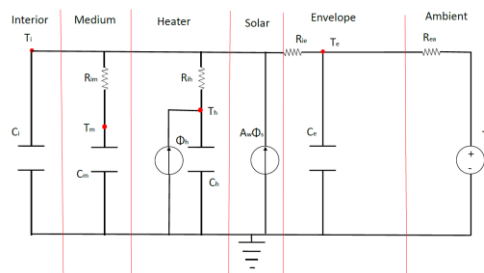 Interior Medium Heater Solar Envelope Ambient
Ti Rie Te Rea
Rim Rih
Tm Th
Ci Φh AwΦs Ce
+
-
Cm Ch